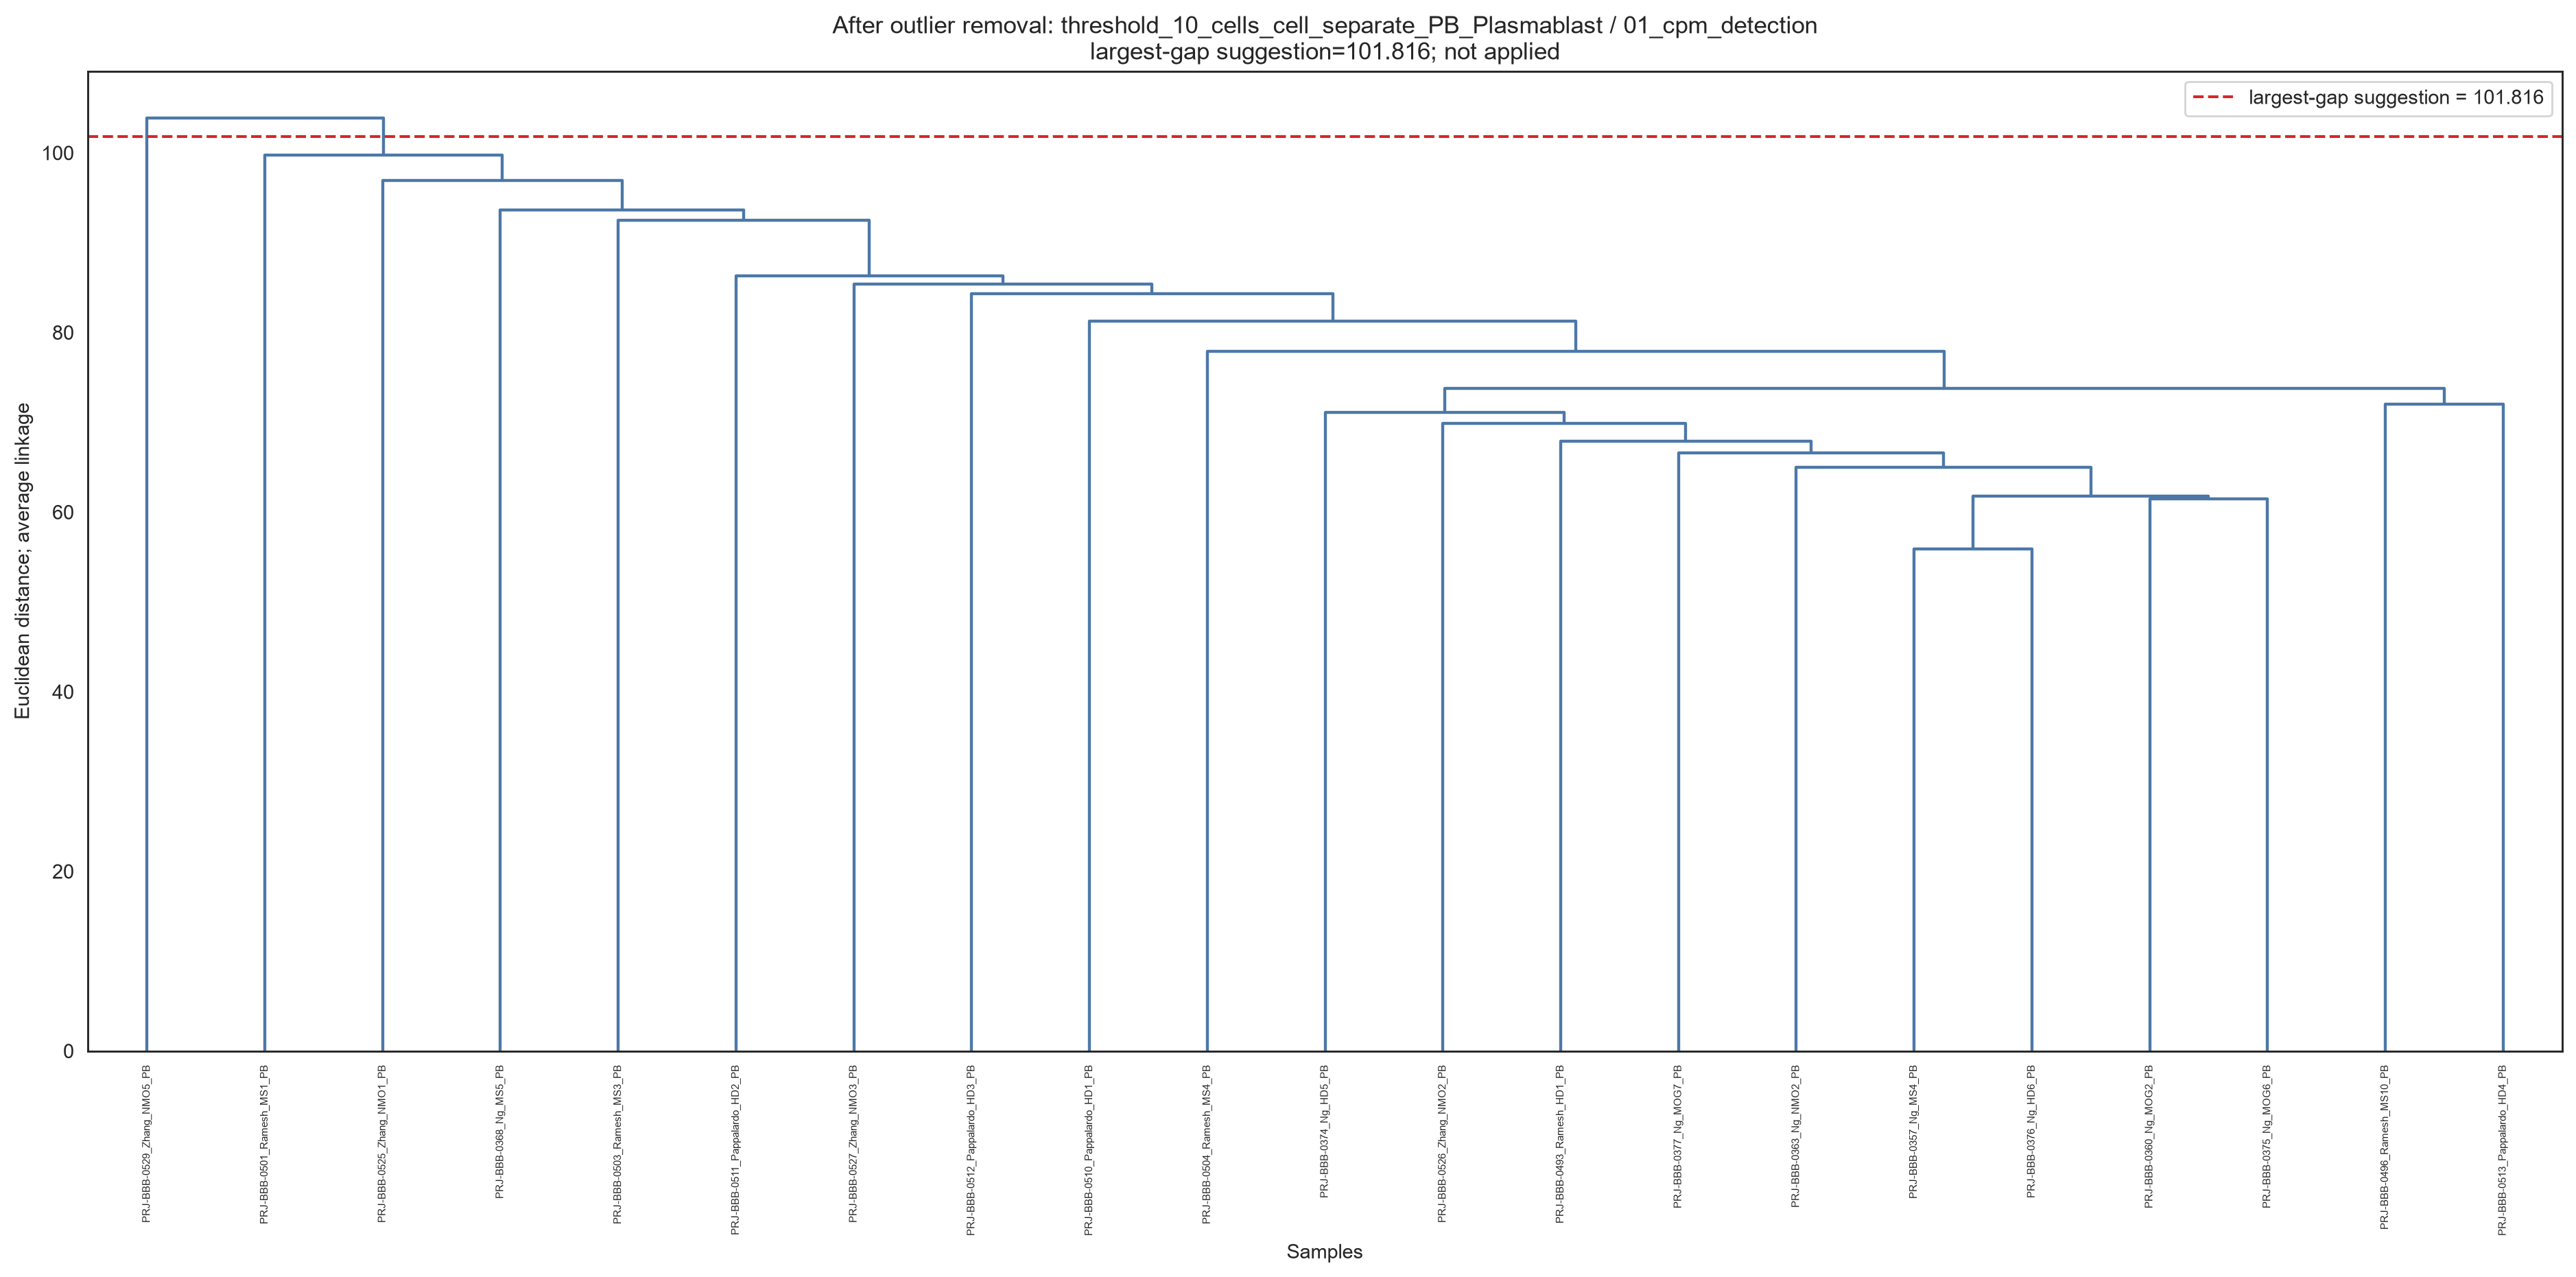 After outlier removal: threshold_10_cells_cell_separate_PB_Plasmablast / 01_cpm_detection
largest-gap suggestion=101.816; not applied
largest-gap suggestion = 101.816
Euclidean distance; average linkage
100
80
60
40
20
0
PRJ-BBB-0529_Zhang_NMO5_PB
PRJ-BBB-0501_Ramesh_MS1_PB
PRJ-BBB-0525_Zhang_NMO1_PB
PRJ-BBB-0368_Ng_MS5_PB
PRJ-BBB-0503_Ramesh_MS3_PB
PRJ-BBB-0511_Pappalardo_HD2_PB
PRJ-BBB-0527_Zhang_NMO3_PB
PRJ-BBB-0512_Pappalardo_HD3_PB
PRJ-BBB-0510_Pappalardo_HD1_PB
PRJ-BBB-0504_Ramesh_MS4_PB
PRJ-BBB-0374_Ng_HD5_PB
PRJ-BBB-0526_Zhang_NMO2_PB
PRJ-BBB-0493_Ramesh_HD1_PB
PRJ-BBB-0377_Ng_MOG7_PB
PRJ-BBB-0363_Ng_NMO2_PB
PRJ-BBB-0357_Ng_MS4_PB
PRJ-BBB-0376_Ng_HD6_PB
PRJ-BBB-0360_Ng_MOG2_PB
PRJ-BBB-0375_Ng_MOG6_PB
PRJ-BBB-0496_Ramesh_MS10_PB
PRJ-BBB-0513_Pappalardo_HD4_PB
Samples